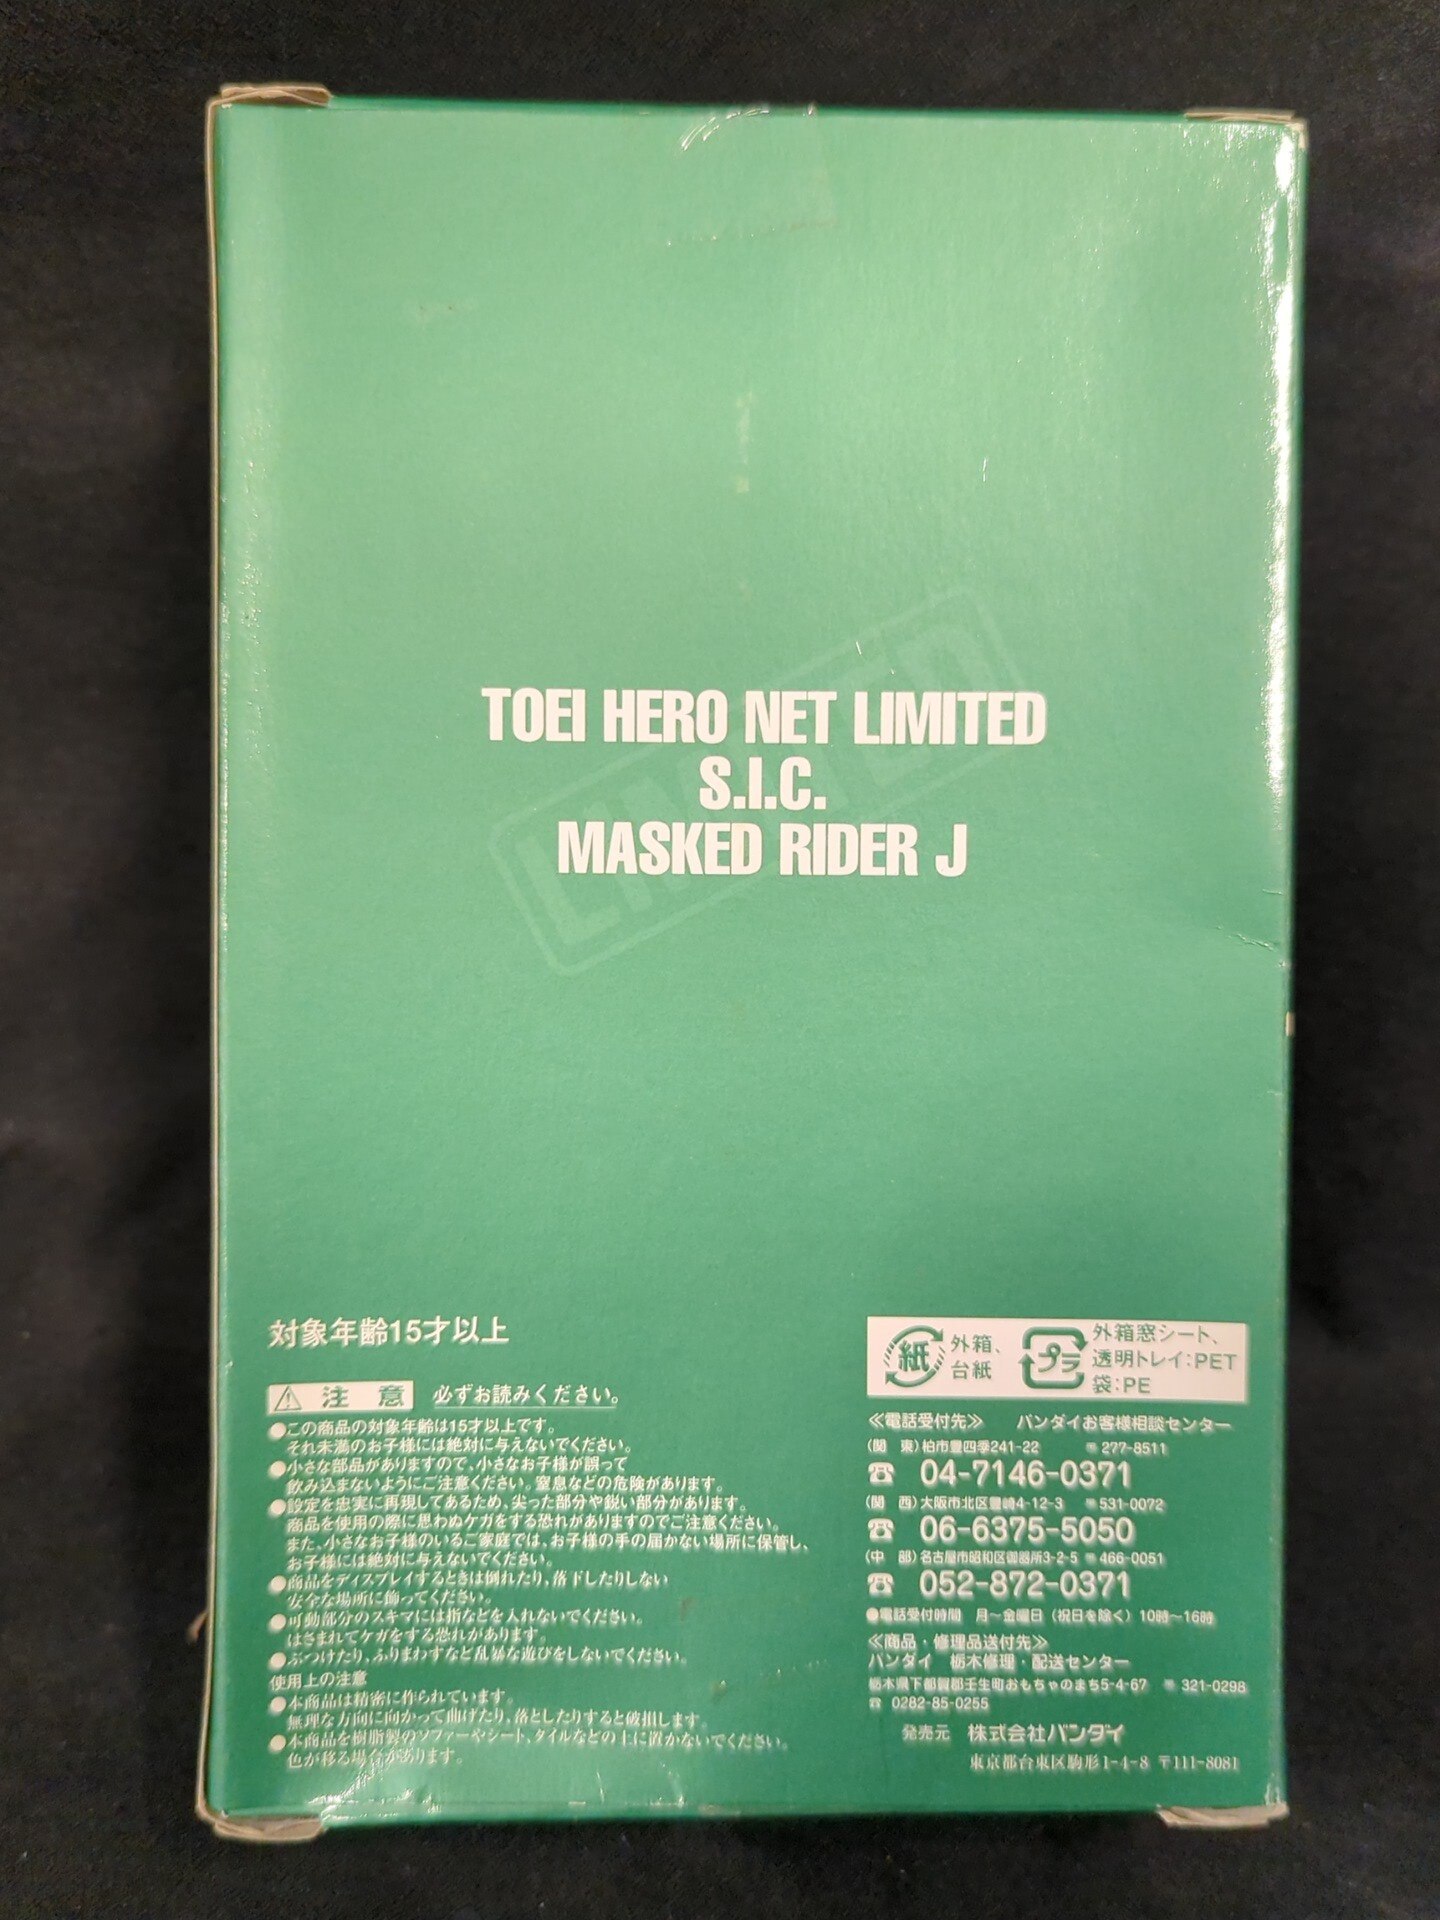 TOEI HERO NET LIMITED
S.I.C.
MASKED RIDER J
LIMITED
対象年齢15才以上
注意 必ずお読みください。
●この商品の対象年齢は15才以上です。
それ未満のお子様には絶対に与えないでください。
●小さな部品がありますので、小さなお子様が誤って
飲み込まないようにご注意ください。窒息などの危険があります。
●設定を忠実に再現してあるため、尖った部分や鋭い部分があります。
商品を使用の際に思わぬケガをする恐れがありますのでご注意ください。
また、小さなお子様のいるご家庭では、お子様の手の届かない場所に保管し、
お子様には絶対に与えないでください。
●商品をディスプレイするときは倒れたり、落下したりしない
安全な場所に飾ってください。
●可動部分のスキマには指などを入れないでください。
はさまれてケガをする恐れがあります。
●ぶつけたり、ふりまわすなど乱暴な遊びをしないでください。
使用上の注意
●本商品は精密に作られています。
無理な方向に向かって曲げたり、落としたりすると破損します。
●本商品を樹脂製のソファーやシート、タイルなどの上に置かないでください。
色が移る場合があります。
紙 外箱、
台紙
プラ 外箱窓シート、
透明トレイ:PET
袋:PE
≪電話受付先≫ バンダイお客様相談センター
(関 東)柏市豊四季241-22 〒277-8511
☎ 04-7146-0371
(関 西)大阪市北区豊崎4-12-3 〒531-0072
☎ 06-6375-5050
(中 部)名古屋市昭和区御器所3-2-5 〒466-0051
☎ 052-872-0371
●電話受付時間 月〜金曜日(祝日を除く)10時〜16時
≪商品・修理品送付先≫
バンダイ 栃木修理・配送センター
栃木県下都賀郡壬生町おもちゃのまち5-4-67 〒321-0298
☎ 0282-85-0255
発売元 株式会社バンダイ
東京都台東区駒形1-4-8 〒111-8081